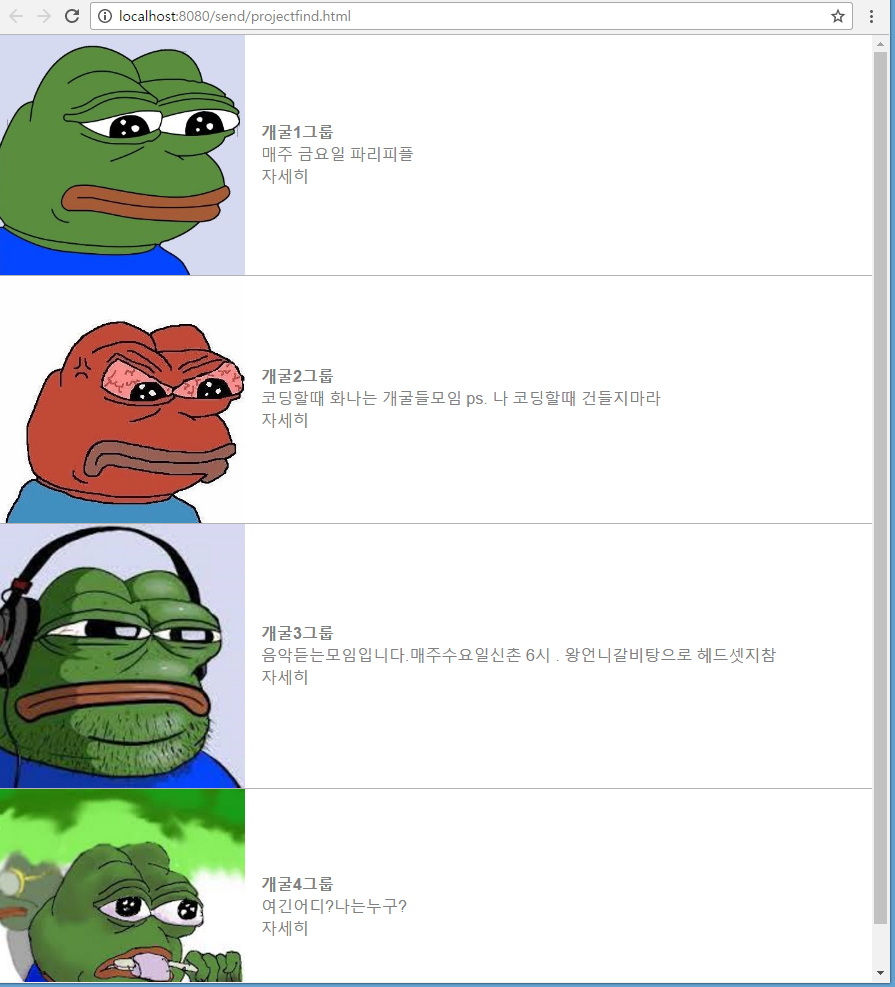 localhost:8080/send/projectfind.html
개굴1그룹
매주 금요일 파리피플
자세히
개굴2그룹
코딩할때 화나는 개굴들모임 ps. 나 코딩할때 건들지마라
자세히
개굴3그룹
음악듣는모임입니다.매주수요일신촌 6시 . 왕언니갈비탕으로 헤드셋지참
자세히
개굴4그룹
여긴어디?나는누구?
자세히